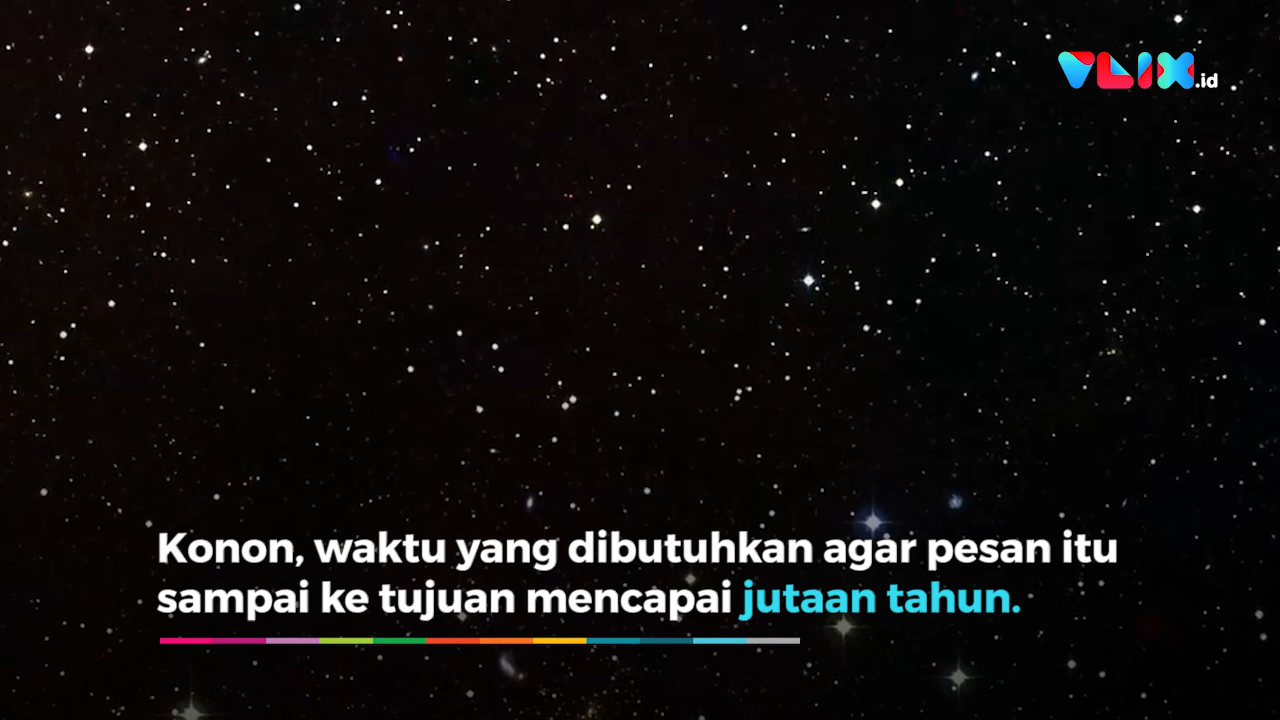 VLIX.id
Konon, waktu yang dibutuhkan agar pesan itu
sampai ke tujuan mencapai jutaan tahun.